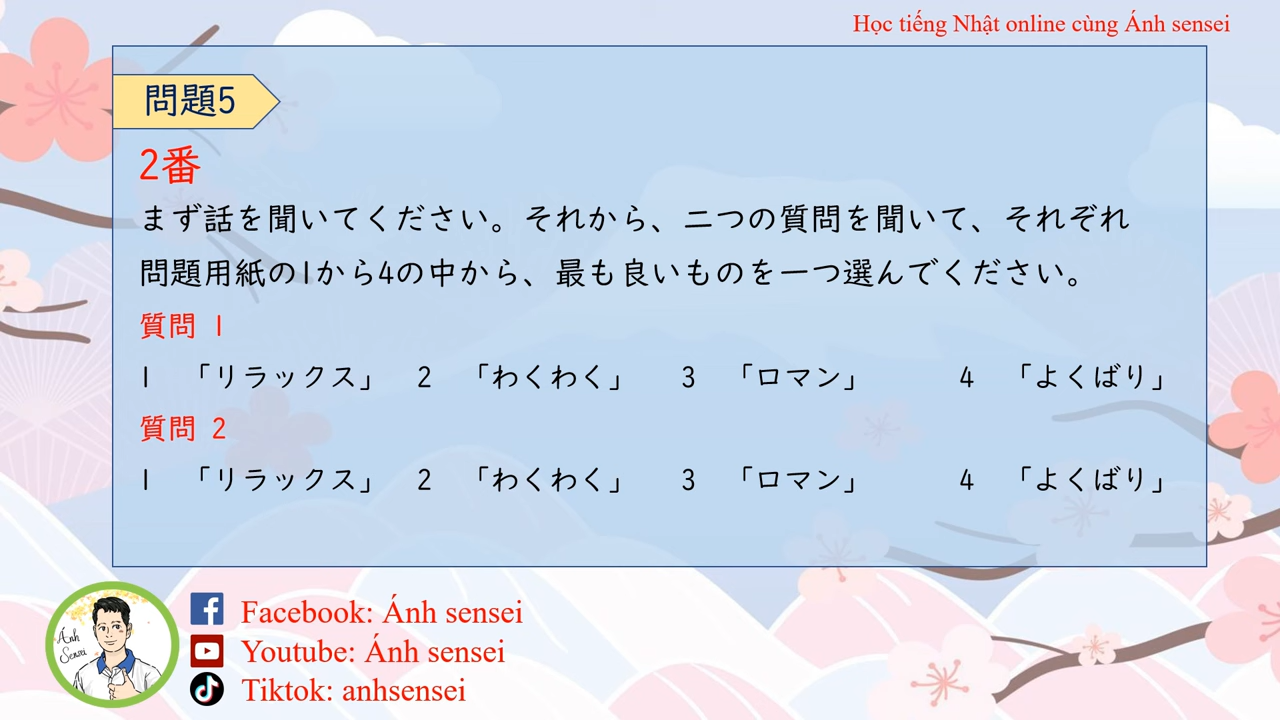 Học tiếng Nhật online cùng Ánh sensei
問題5
2番
まず話を聞いてください。それから、二つの質問を聞いて、それぞれ
問題用紙の1から4の中から、最も良いものを一つ選んでください。
質問 1
1 「リラックス」 2 「わくわく」 3 「ロマン」 4 「よくばり」
質問 2
1 「リラックス」 2 「わくわく」 3 「ロマン」 4 「よくばり」
Ánh
Sensei
Facebook: Ánh sensei
Youtube: Ánh sensei
Tiktok: anhsensei